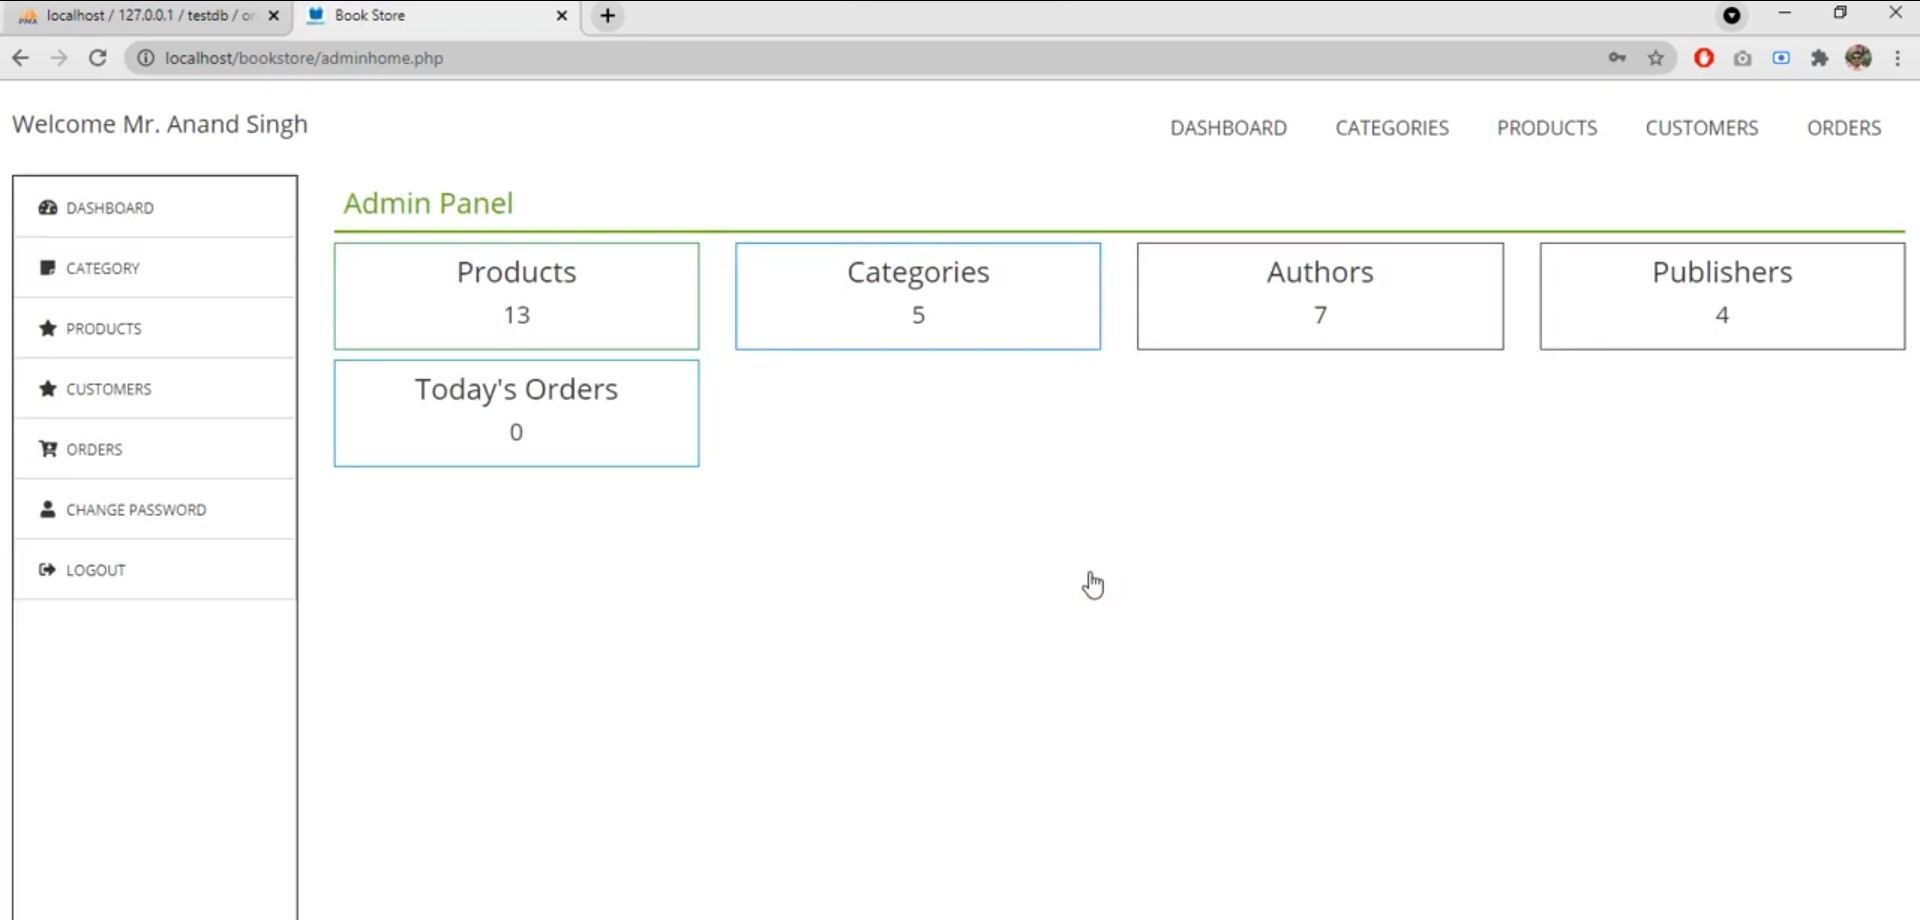 localhost / 127.0.0.1 / testdb / or
Book Store
localhost/bookstore/adminhome.php
Welcome Mr. Anand Singh
DASHBOARD CATEGORIES PRODUCTS CUSTOMERS ORDERS
DASHBOARD
CATEGORY
PRODUCTS
CUSTOMERS
ORDERS
CHANGE PASSWORD
LOGOUT
Admin Panel
Products
13
Categories
5
Authors
7
Publishers
4
Today's Orders
0